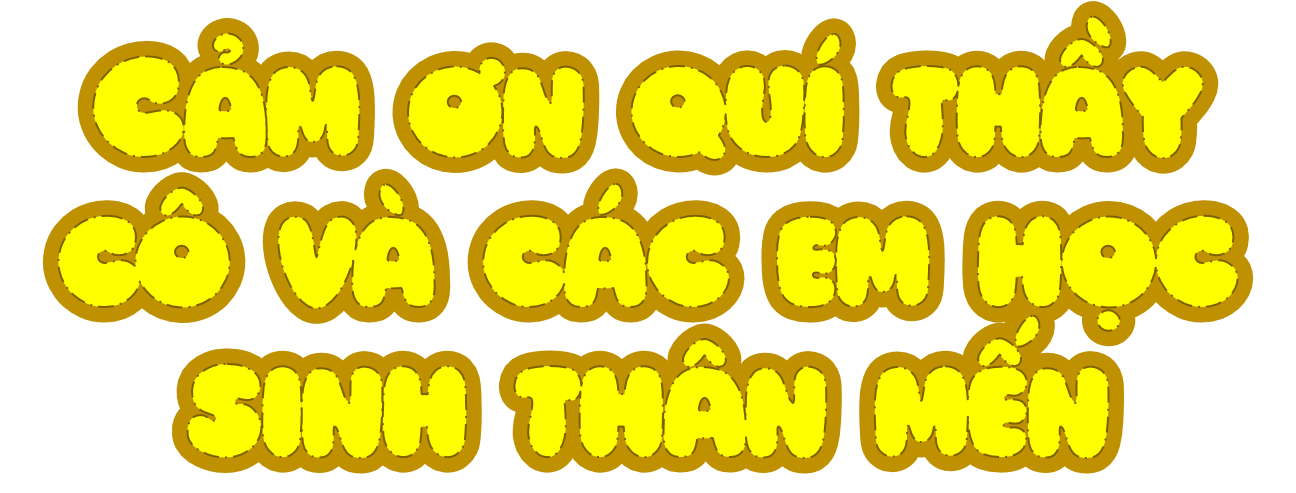 CẢM ƠN QUÍ THẦY
CÔ VÀ CÁC EM HỌC
SINH THÂN MẾN